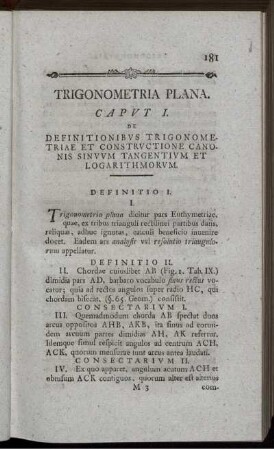 181
TRIGONOMETRIA PLANA.
CAPVT I.
DE
DEFINITIONIBVS TRIGONOME-
TRIAE ET CONSTRVCTIONE CANO-
NIS SINVVM TANGENTIVM ET
LOGARITHMORVM.
DEFINITIO I.
I.
Trigonometria plana dicitur pars Euthymetriae,
quae, ex tribus trianguli rectilinei partibus datis,
reliquas, adhuc ignotas, calculi beneficio inuenire
docet. Eadem ars analysis vel resolutio triangulo-
rum appellatur.
DEFINITIO II.
II. Chordae cuiuslibet AB (Fig. 1. Tab. IX.)
dimidia pars AD, barbaro vocabulo sinus rectus vo-
catur; quia ad rectos angulos super radio HC, qui
chordam bifecin, (§. 65. Geom.) consistit.
CONSECTARIVM I.
III. Quemadmodum chorda AB spectat duos
arcus oppositos AHB, AKB, ita sinus ad eorum-
dem arcuum partes dimidias AH, AK refertur.
Idemque sinus respicit angulos ad centrum ACH,
ACK, quorum mensurae sunt arcus antea laudati.
CONSECTARIVM II.
IV. Ex quo apparet, angulum acutum ACH et
obtusum ACK contiguos, quorum alter est alterius
M 3 com-